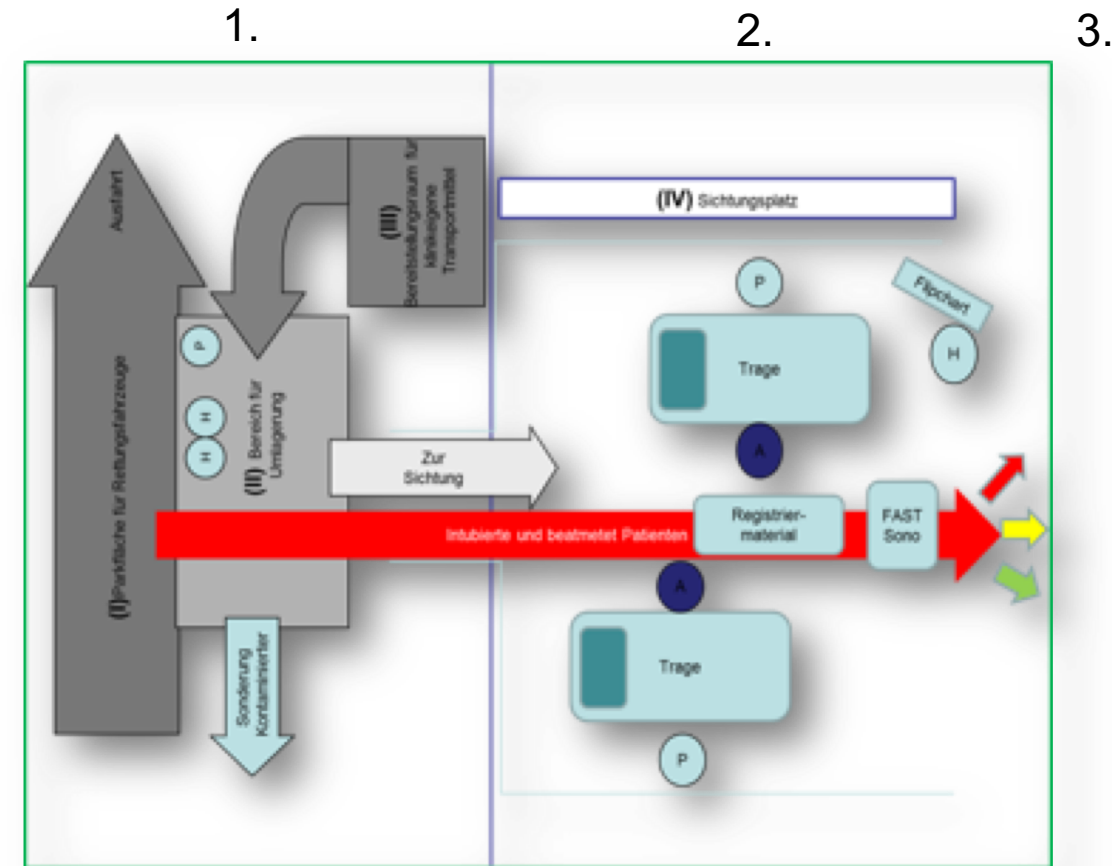 1.
2.
3.
Ausfahrt
(I)Parkfläche für Rettungsfahrzeuge
(III)
Bereitstellungsraum für
klinikeigene
Transportmittel
P
H
H
(II) Bereich für
Umlagerung
Zur
Sichtung
Sonderung
Kontaminierter
Intubierte und beatmetet Patienten
(IV) Sichtungsplatz
P
Trage
A
Flipchart
H
Registrier-
material
FAST
Sono
A
Trage
P